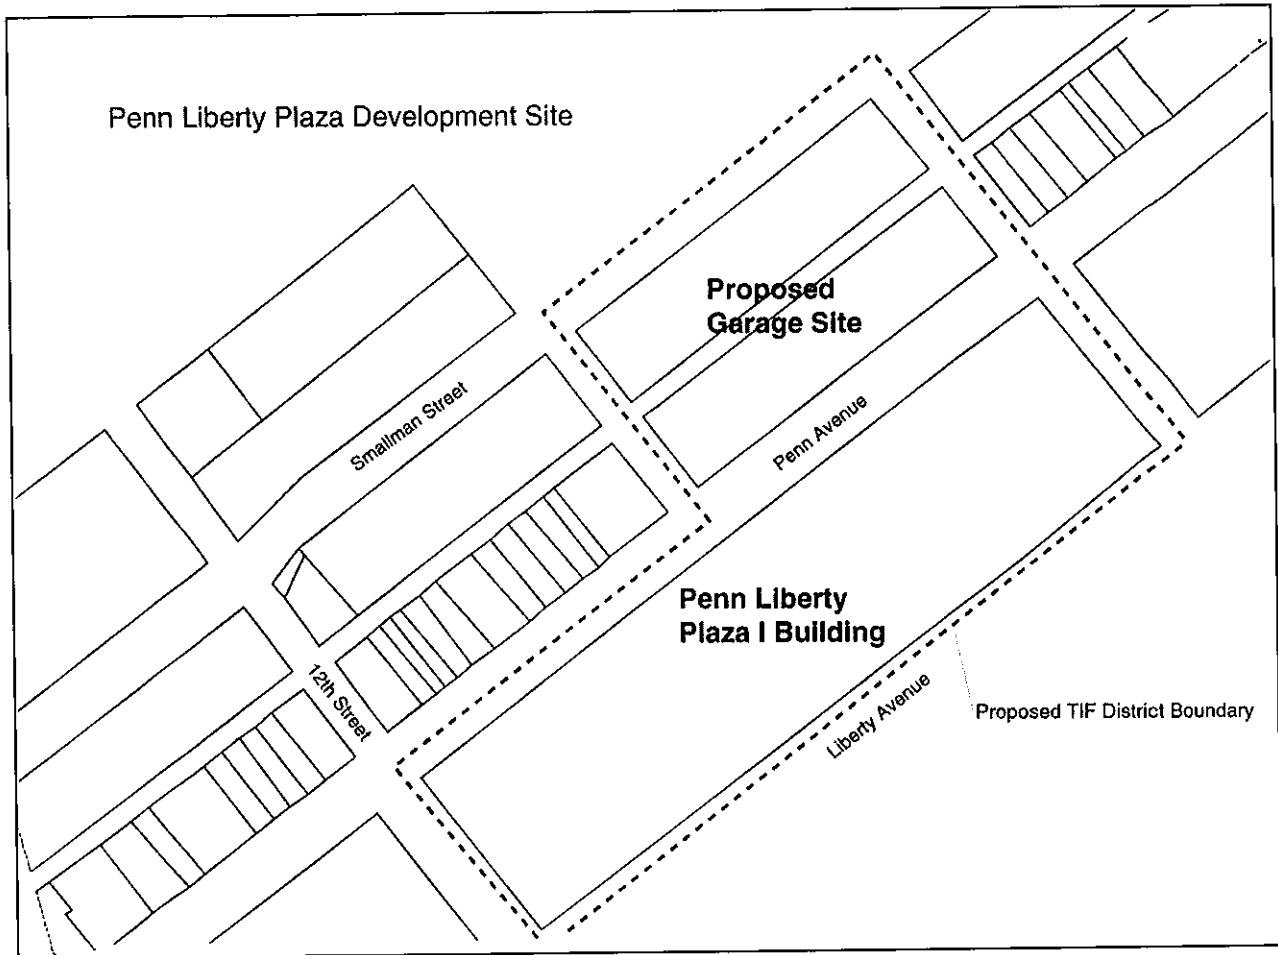 Penn Liberty Plaza Development Site
Proposed
Garage Site
Smallman Street
Penn Avenue
Penn Liberty
Plaza I Building
12th Street
Liberty Avenue
Proposed TIF District Boundary